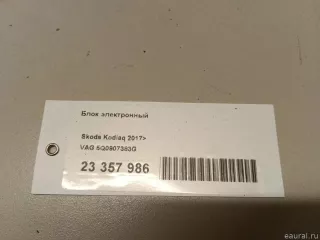 Блок электронный
Skoda Kodiaq 2017>
VAG 5Q0907383G
23 357 986
eaural.ru